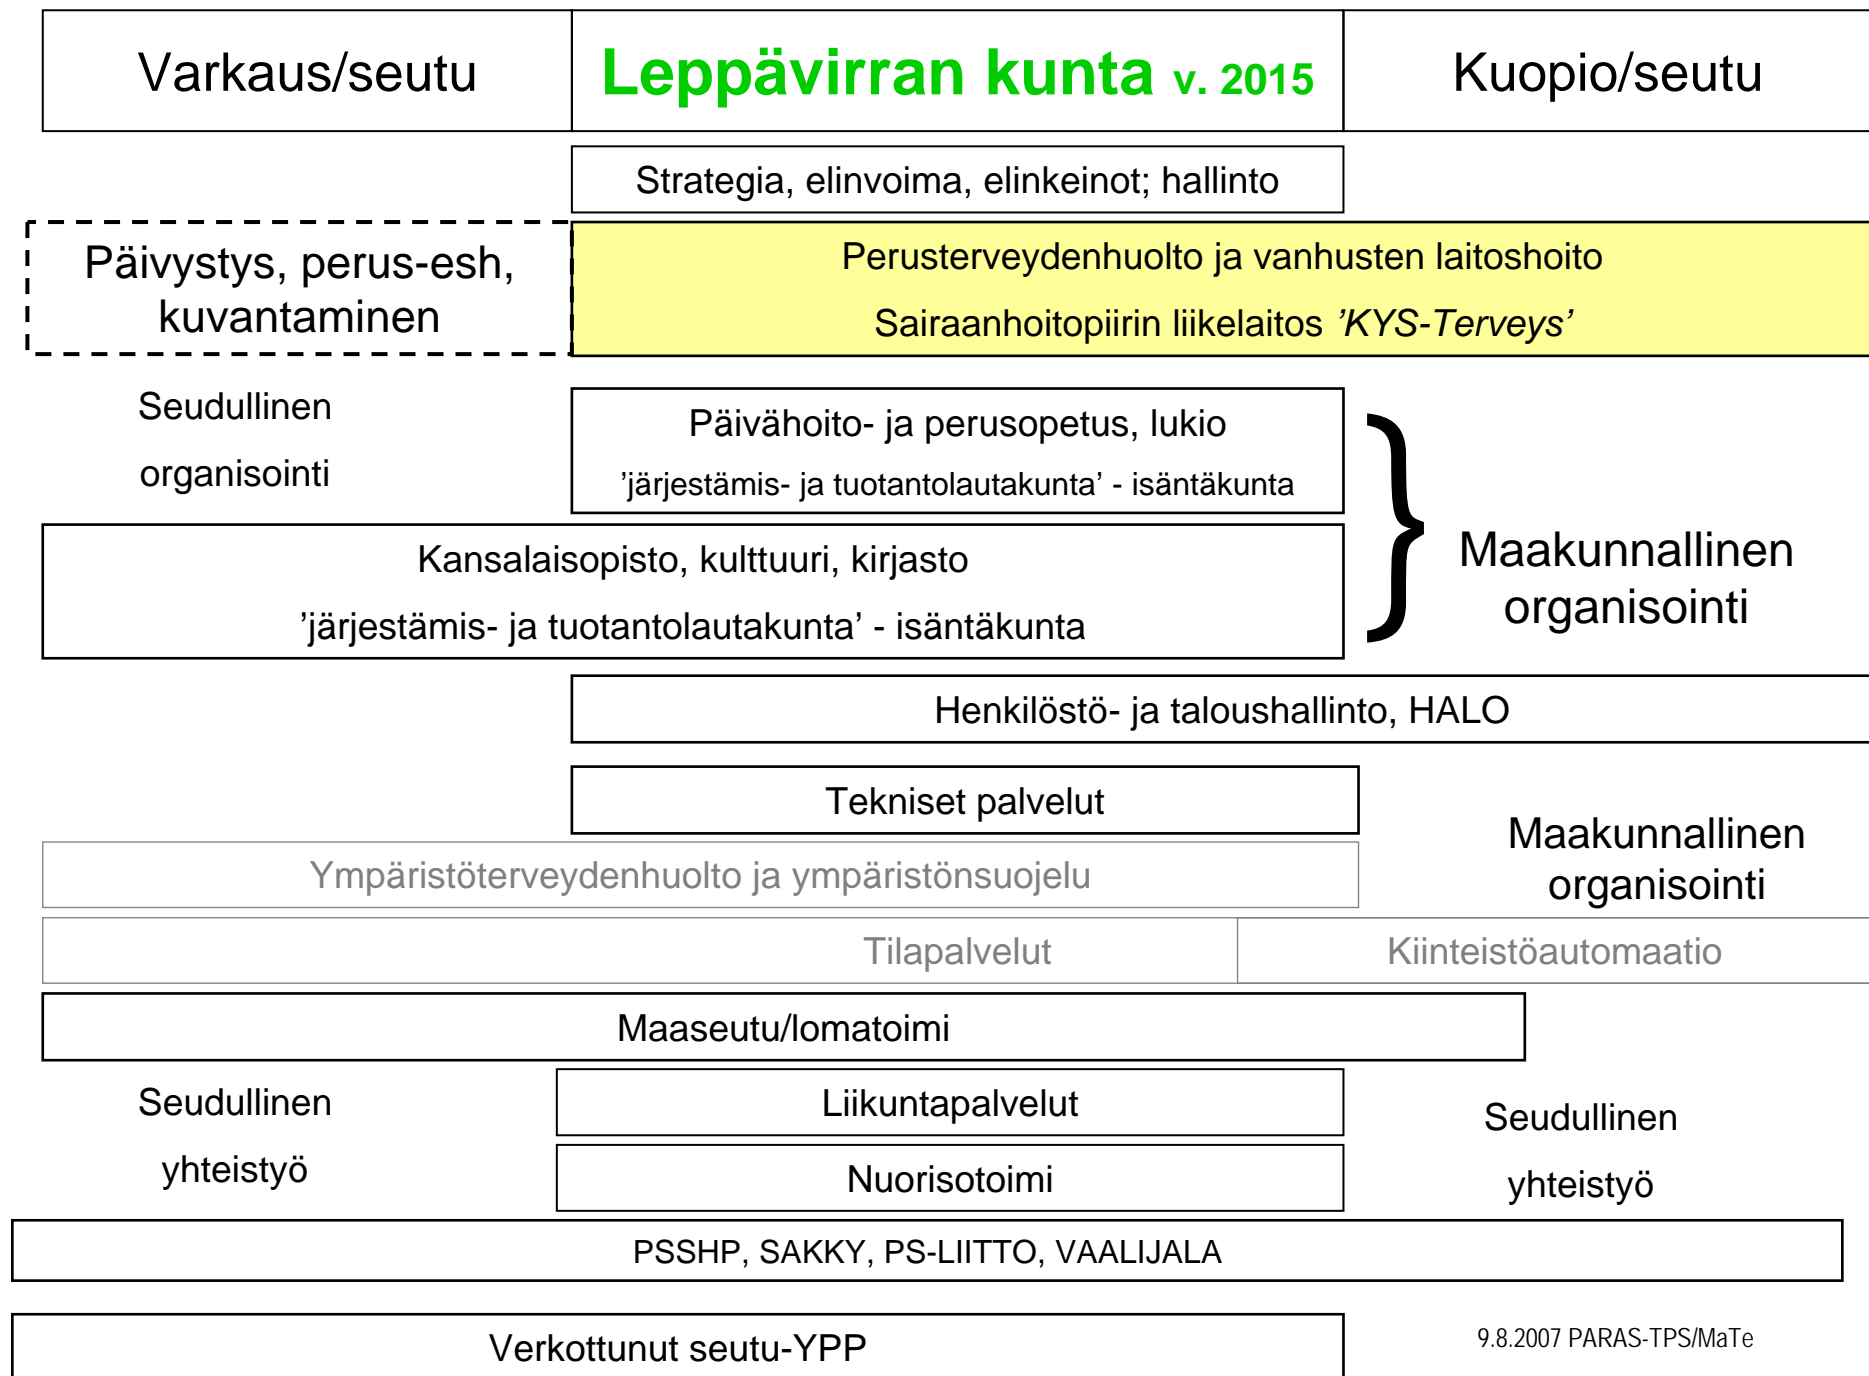 Varkaus/seutu
Leppävirran kunta v. 2015
Kuopio/seutu
Strategia, elinvoima, elinkeinot; hallinto
Päivystys, perus-esh,
kuvantaminen
Perusterveydenhuolto ja vanhusten laitoshoito
Sairaanhoitopiirin liikelaitos ’KYS-Terveys’
Seudullinen
organisointi
Päivähoito- ja perusopetus, lukio
’järjestämis- ja tuotantolautakunta’ - isäntäkunta
Kansalaisopisto, kulttuuri, kirjasto
’järjestämis- ja tuotantolautakunta’ - isäntäkunta
}
Maakunnallinen
organisointi
Henkilöstö- ja taloushallinto, HALO
Tekniset palvelut
Maakunnallinen
organisointi
Ympäristöterveydenhuolto ja ympäristönsuojelu
Tilapalvelut
Kiinteistöautomaatio
Maaseutu/lomatoimi
Seudullinen
yhteistyö
Liikuntapalvelut
Nuorisotoimi
Seudullinen
yhteistyö
PSSHP, SAKKY, PS-LIITTO, VAALIJALA
Verkottunut seutu-YPP
9.8.2007 PARAS-TPS/MaTe